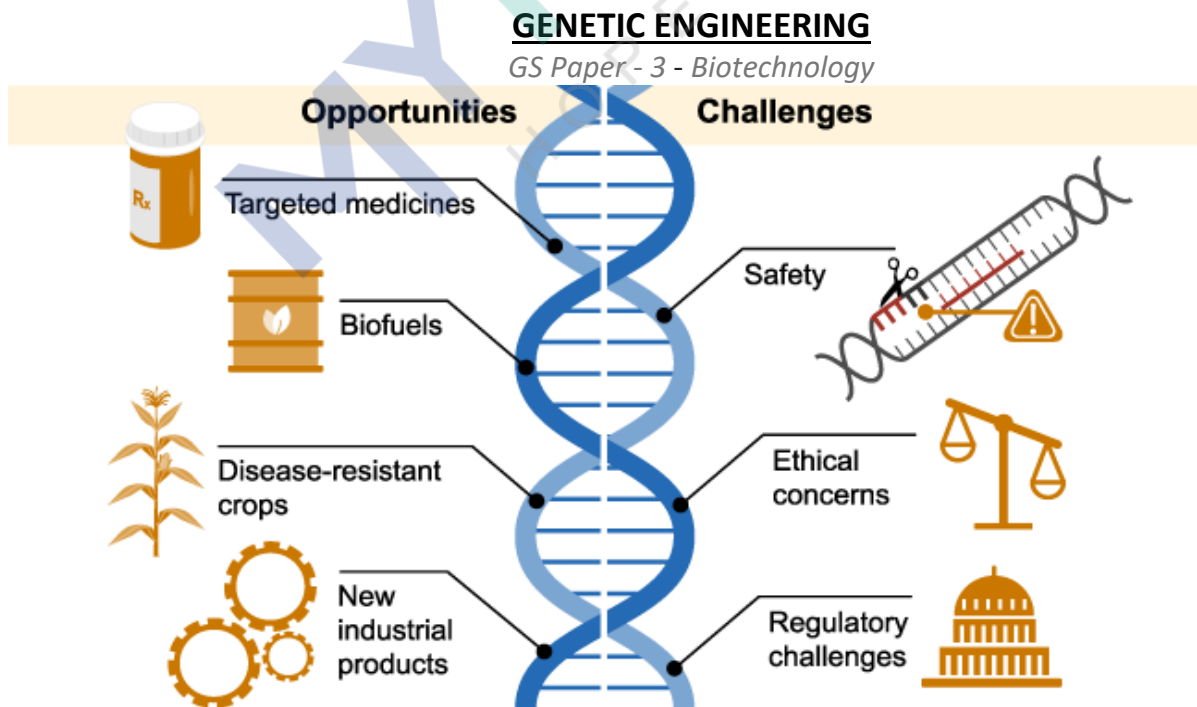 GENETIC ENGINEERING
GS Paper - 3 - Biotechnology
Opportunities
Challenges
Rx
Targeted medicines
Safety
Biofuels
Disease-resistant
crops
Ethical
concerns
New
industrial
products
Regulatory
challenges